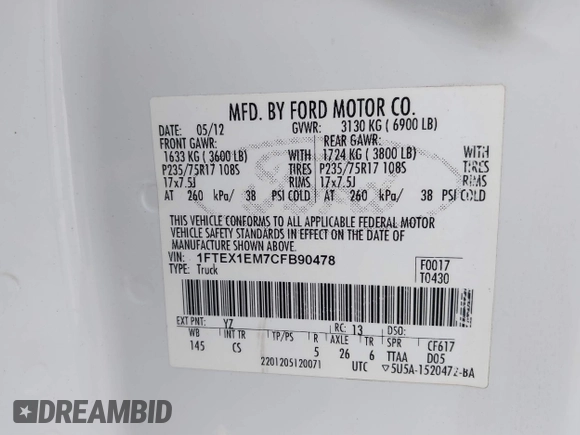 MFD. BY FORD MOTOR CO.
DATE: 05/12 GVWR: 3130 KG (6900 LB)
FRONT GAWR: REAR GAWR:
1633 KG (3600 LB) WITH 1724 KG (3800 LB) WITH
P235/75R17 108S TIRES P235/75R17 108S TIRES
17x7.5J RIMS 17x7.5J RIMS
AT 260 kPa/ 38 PSI COLD AT 260 kPa/ 38 PSI COLD
THIS VEHICLE CONFORMS TO ALL APPLICABLE FEDERAL MOTOR
VEHICLE SAFETY STANDARDS IN EFFECT ON THE DATE OF
MANUFACTURE SHOWN ABOVE.
VIN: 1FTEX1EM7CFB90478 F0017
TYPE: Truck T0430
EXT PNT: YZ RC: 13 DSO:
WB INT TR TP/PS R AXLE TR SPR CF617
145 CS 5 26 6 TTAA D05
2201205120071 UTC ▽5U5A-1520472-BA
DREAMBID